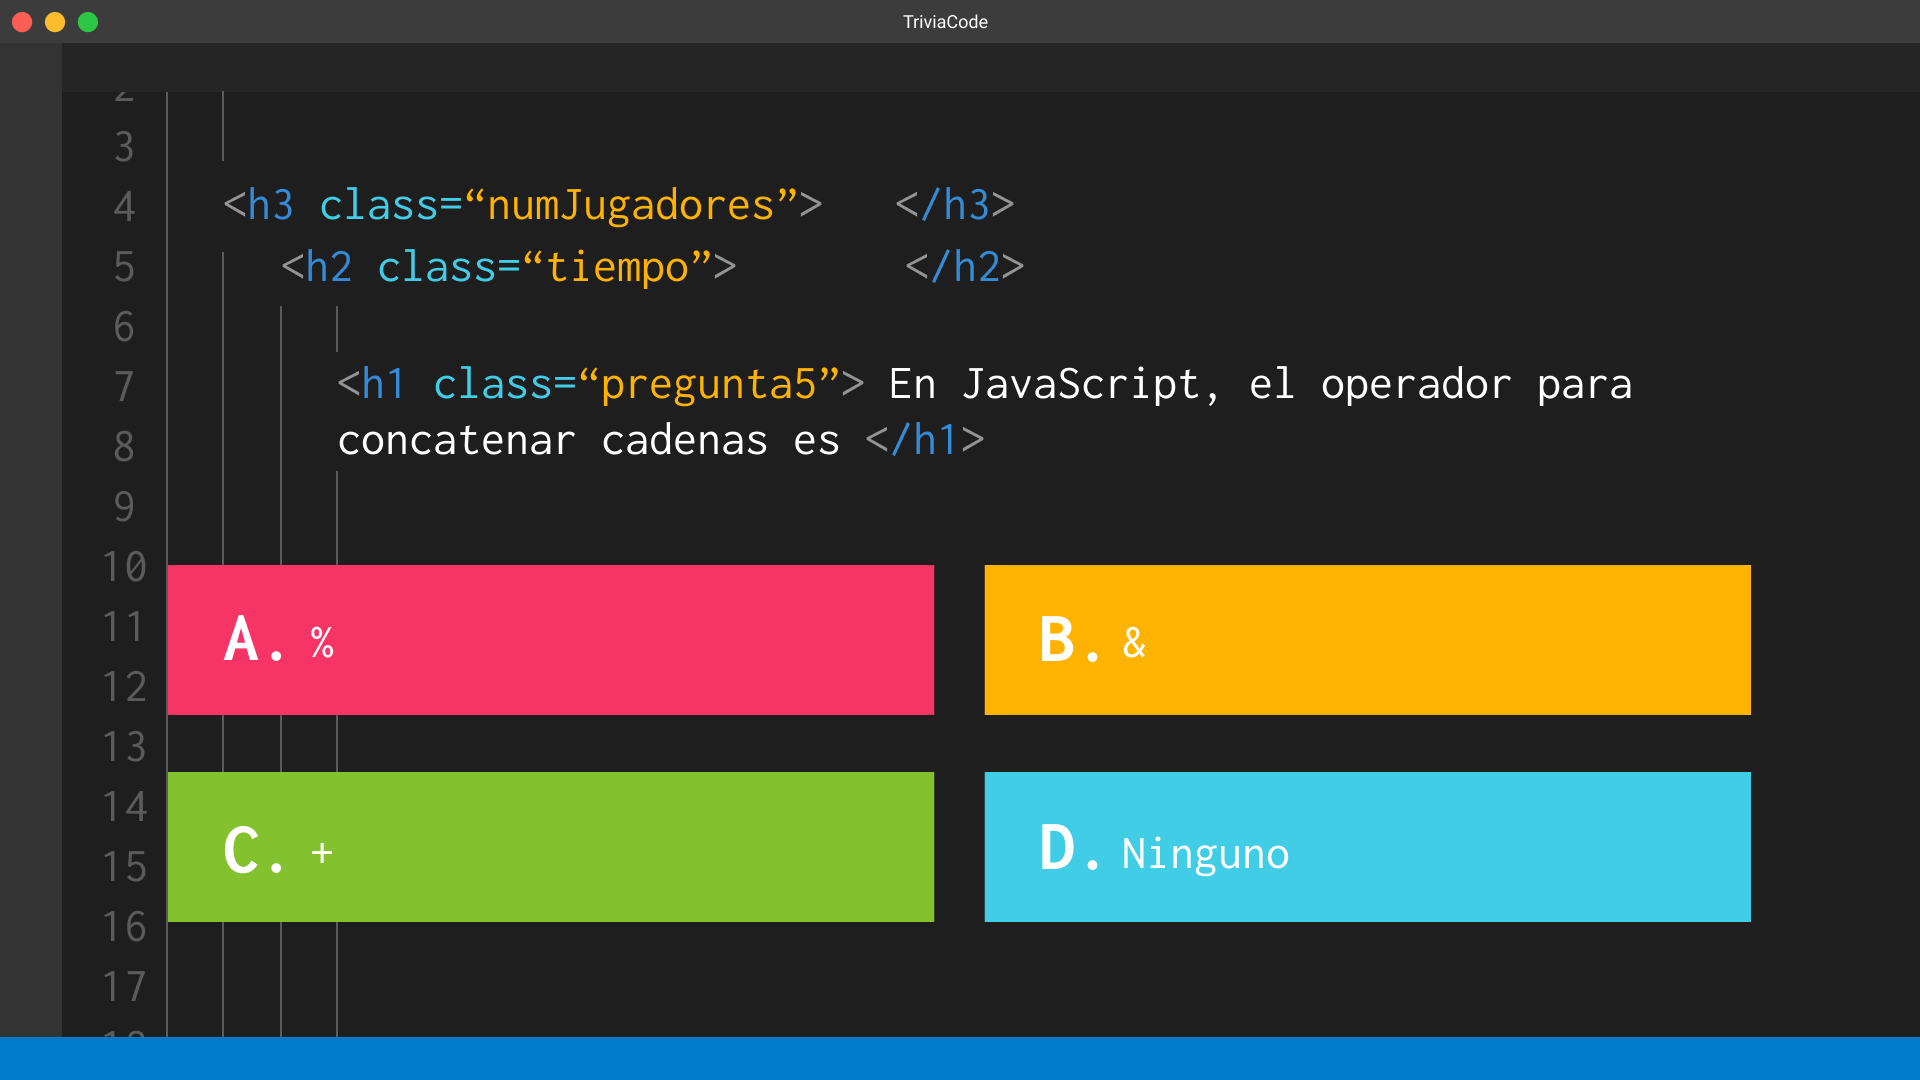 TriviaCode
2
3
4 <h3 class=“numJugadores”> </h3>
5 <h2 class=“tiempo”> </h2>
6
7 <h1 class=“pregunta5”> En JavaScript, el operador para
8 concatenar cadenas es </h1>
9
10
11 A. % B. &
12
13
14
15 C. + D. Ninguno
16
17
18